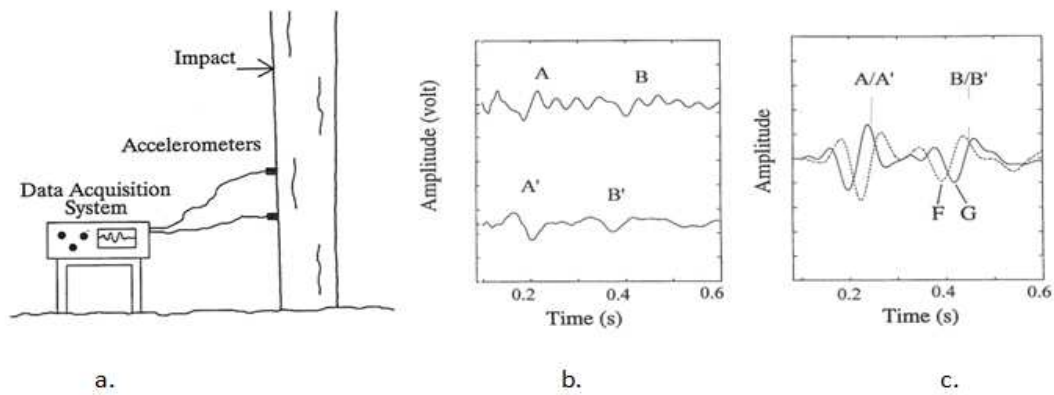 Impact
Accelerometers
Data Acquisition
System
a.
Amplitude (volt)
A
B
A'
B'
0.2
0.4
0.6
Time (s)
b.
Amplitude
A/A'
B/B'
F
G
0.2
0.4
0.6
Time (s)
c.